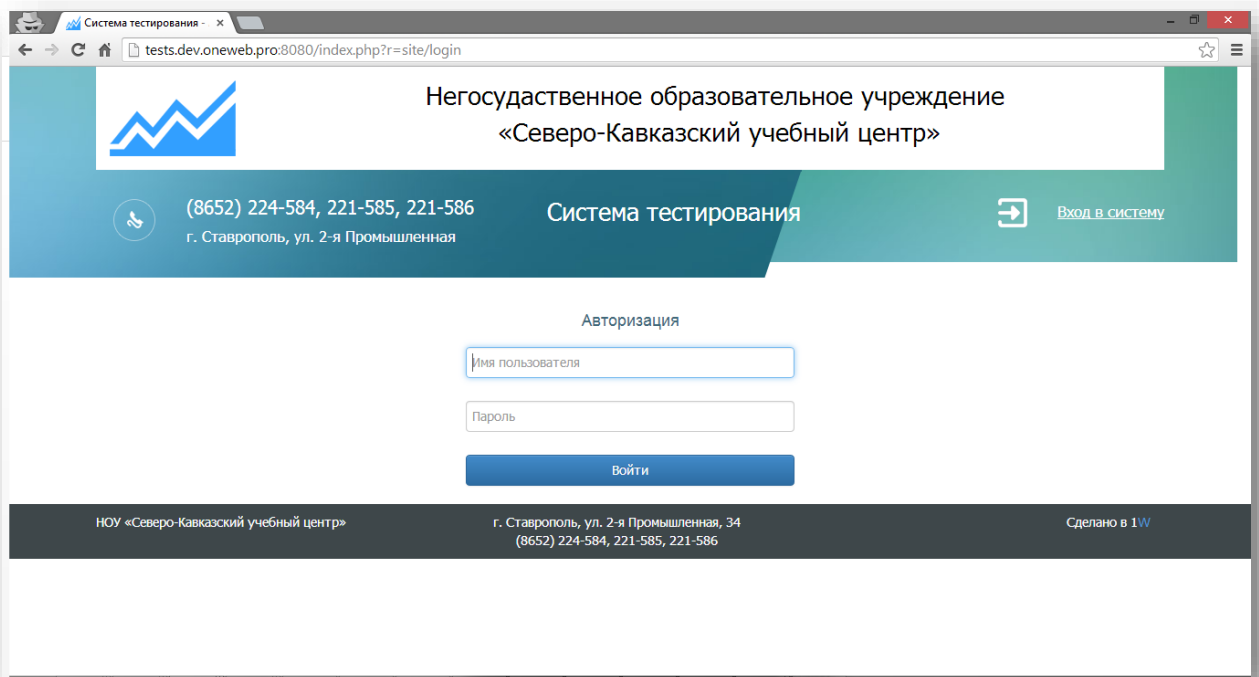 Система тестирования -
tests.dev.oneweb.pro:8080/index.php?r=site/login
Негосудаственное образовательное учреждение
«Северо-Кавказский учебный центр»
(8652) 224-584, 221-585, 221-586
г. Ставрополь, ул. 2-я Промышленная
Система тестирования
Вход в систему
Авторизация
Имя пользователя
Пароль
Войти
НОУ «Северо-Кавказский учебный центр»
г. Ставрополь, ул. 2-я Промышленная, 34
(8652) 224-584, 221-585, 221-586
Сделано в 1W